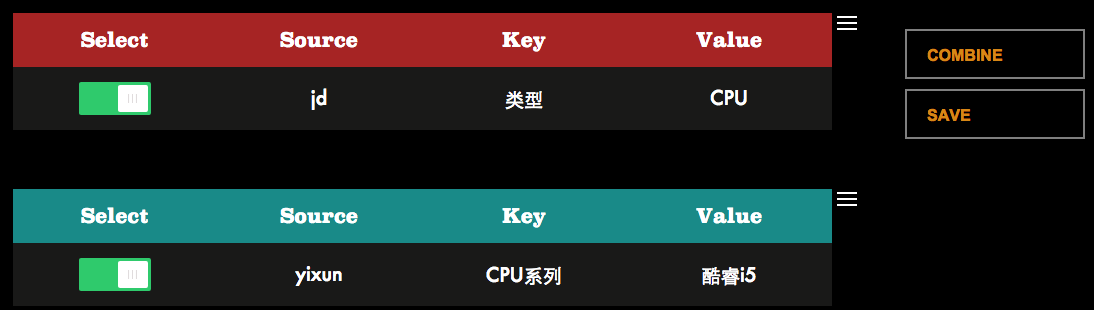 Select Source Key Value
jd 类型 CPU
COMBINE
SAVE
Select Source Key Value
yixun CPU系列 酷睿i5